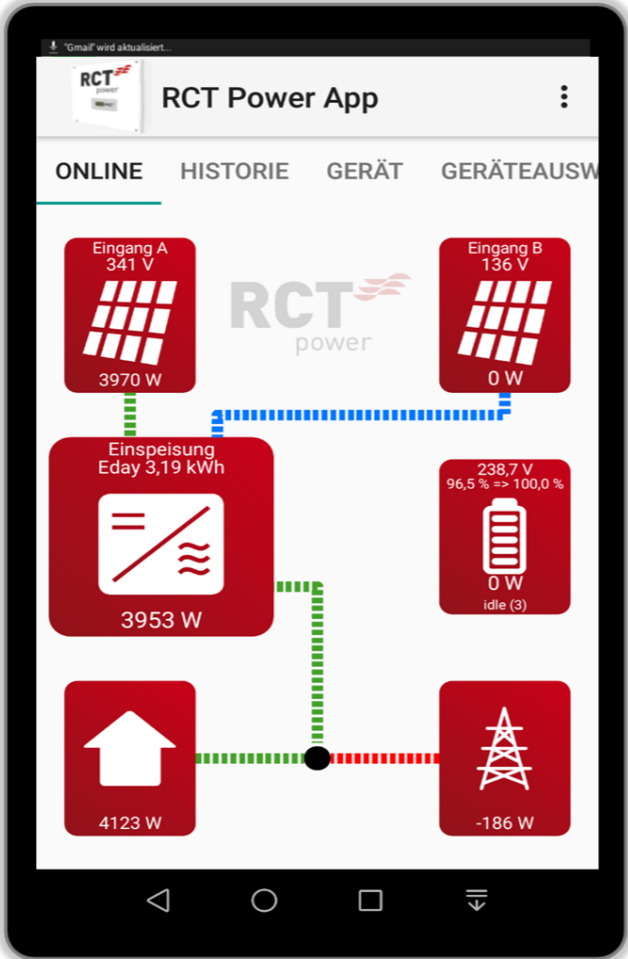 "Gmail" wird aktualisiert...
RCT
power
RCT Power App
ONLINE HISTORIE GERÄT GERÄTEAUSW
Eingang A
341 V
3970 W
RCT
power
Eingang B
136 V
0 W
Einspeisung
Eday 3,19 kWh
3953 W
238,7 V
96,5 % => 100,0 %
0 W
idle (3)
4123 W
-186 W